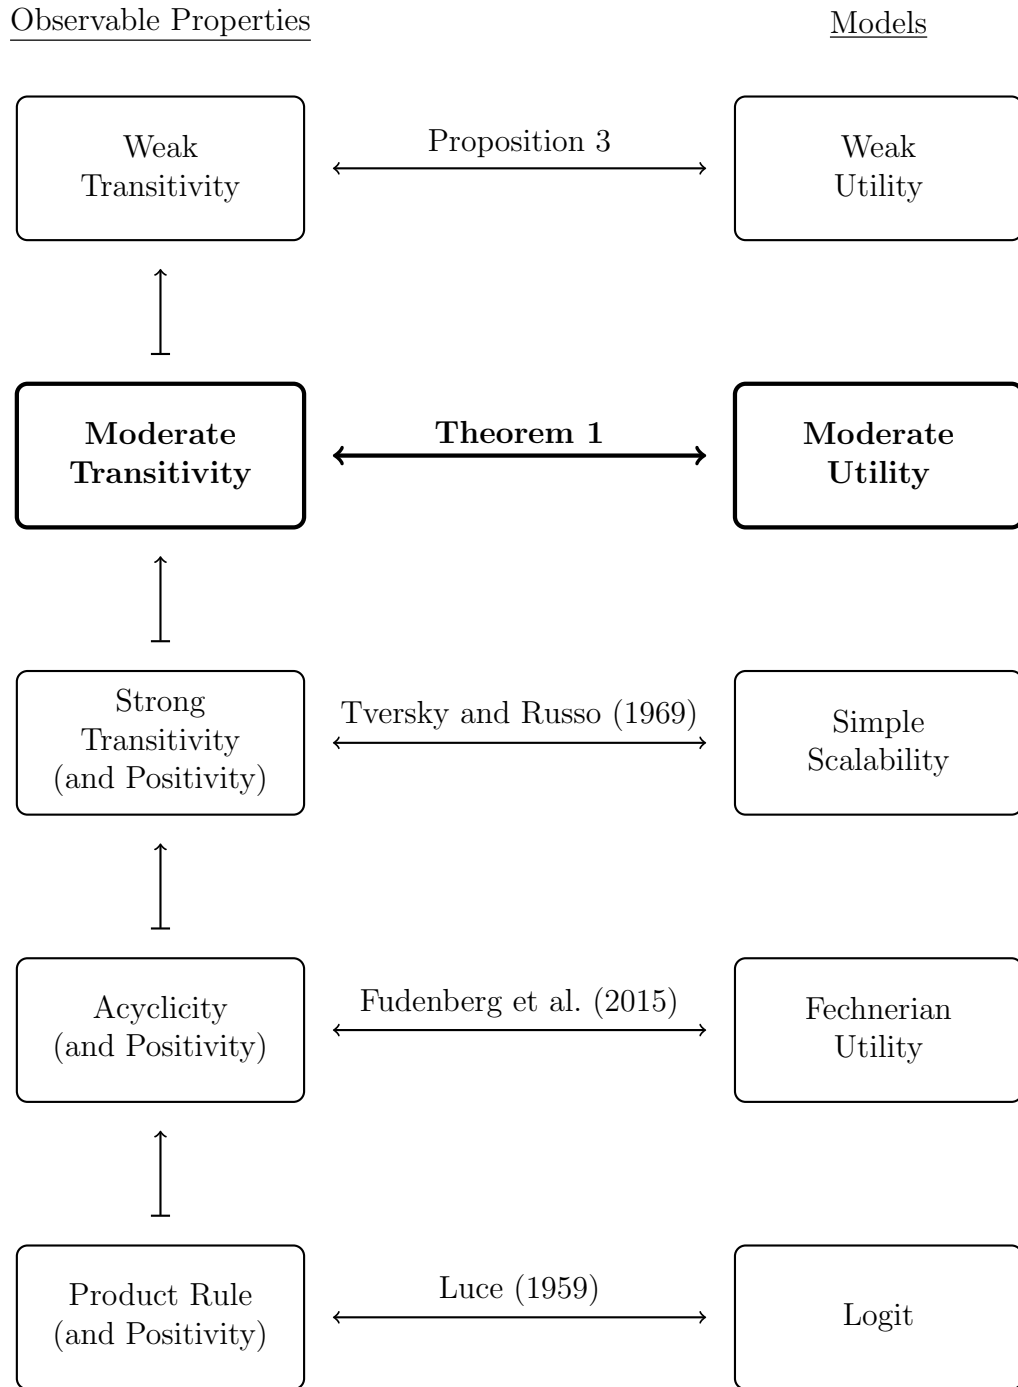 Observable Properties
Models
Weak
Transitivity
Proposition 3
Weak
Utility
Moderate
Transitivity
Theorem 1
Moderate
Utility
Strong
Transitivity
(and Positivity)
Tversky and Russo (1969)
Simple
Scalability
Acyclicity
(and Positivity)
Fudenberg et al. (2015)
Fechnerian
Utility
Product Rule
(and Positivity)
Luce (1959)
Logit